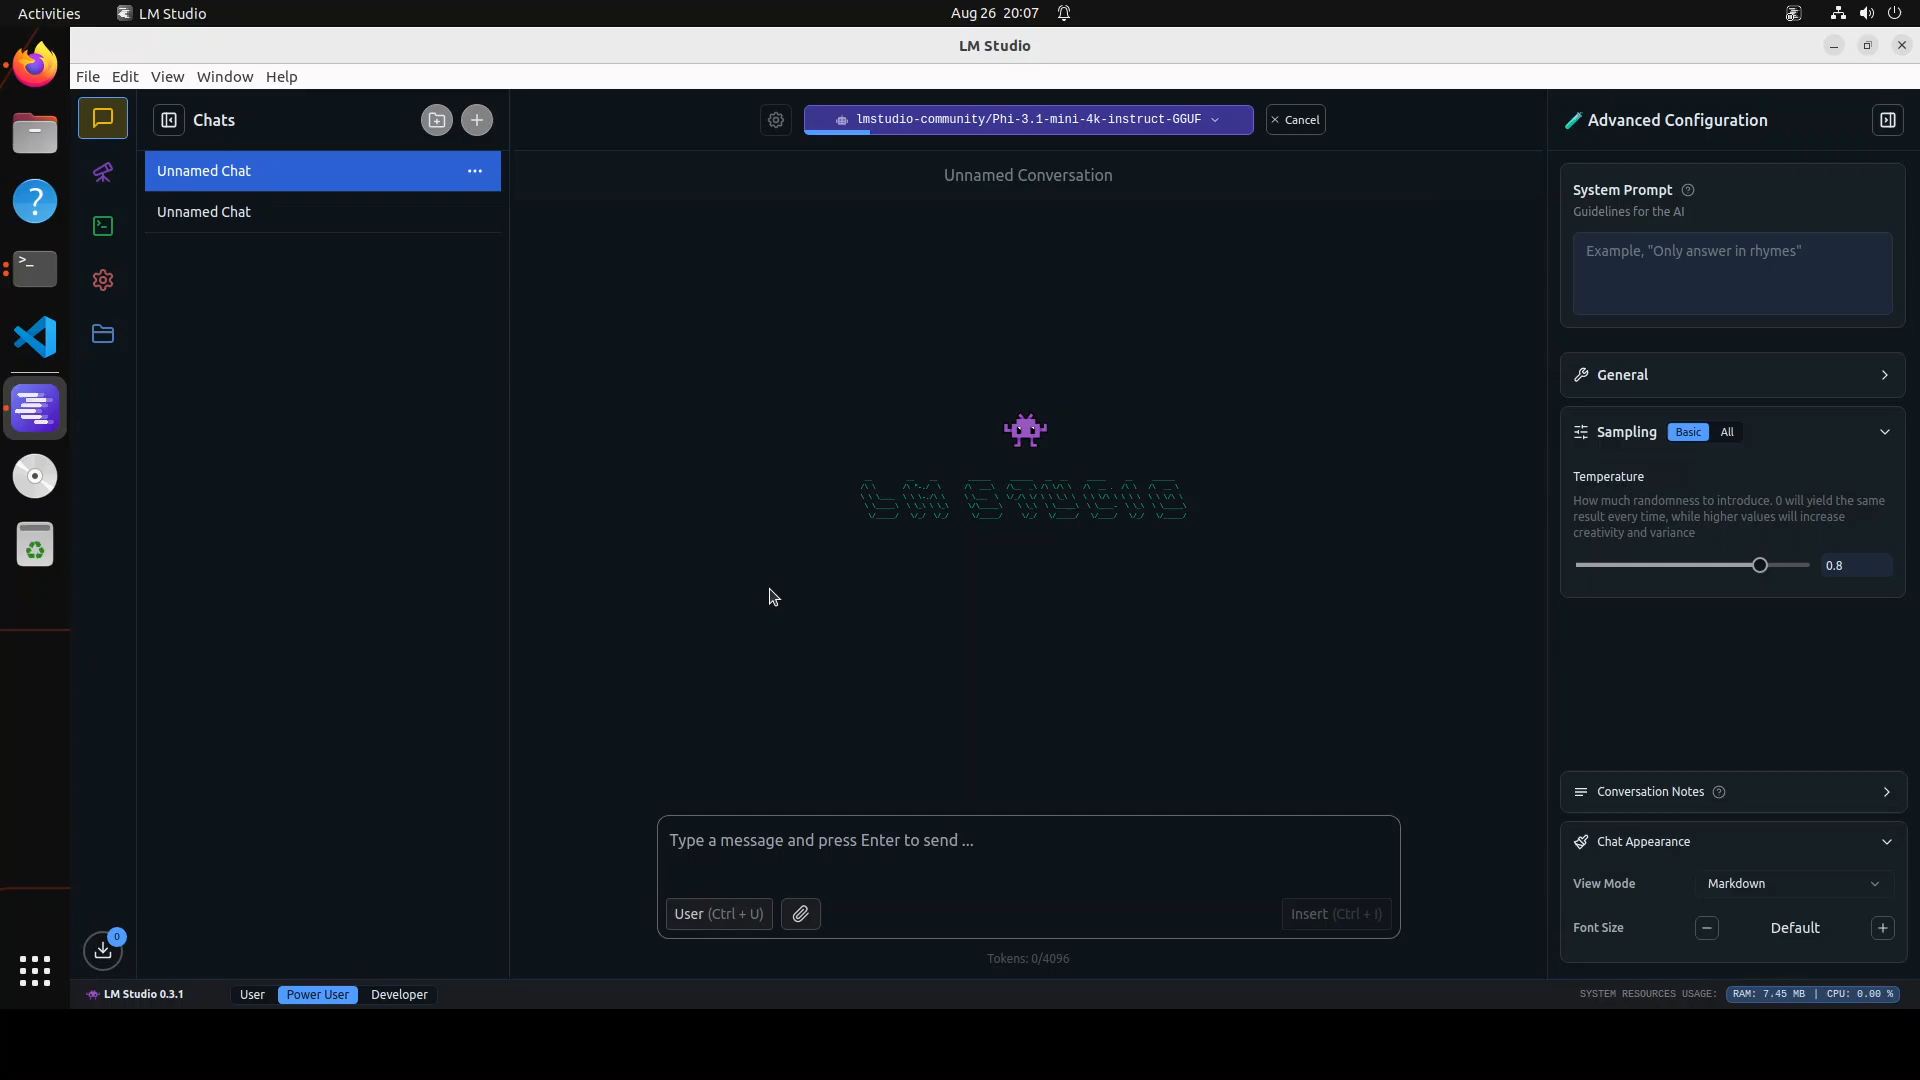 Activities
LM Studio
Aug 26 20:07
LM Studio
File Edit View Window Help
Chats
lmstudio-community/Phi-3.1-mini-4k-instruct-GGUF
Cancel
Advanced Configuration
Unnamed Chat
Unnamed Chat
Unnamed Conversation
System Prompt
Guidelines for the AI
Example, "Only answer in rhymes"
General
Sampling Basic All
Temperature
How much randomness to introduce. 0 will yield the same
result every time, while higher values will increase
creativity and variance
0.8
LM STUDIO
Type a message and press Enter to send ...
User (Ctrl + U)
Insert (Ctrl + I)
Tokens: 0/4096
Conversation Notes
Chat Appearance
View Mode Markdown
Font Size Default
0
LM Studio 0.3.1
User Power User Developer
SYSTEM RESOURCES USAGE: RAM: 7.45 MB | CPU: 0.00 %